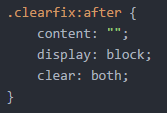 .clearfix:after {
    content: "";
    display: block;
    clear: both;
}